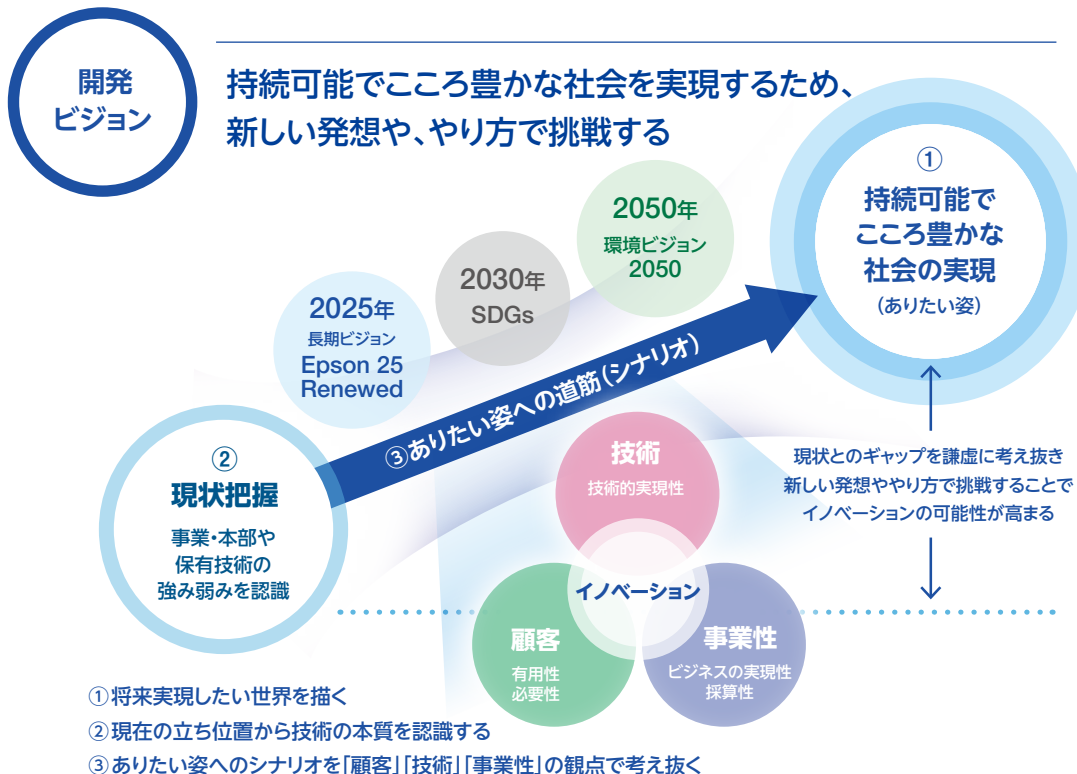 開発
ビジョン
持続可能でこころ豊かな社会を実現するため、
新しい発想や、やり方で挑戦する
①
持続可能で
こころ豊かな
社会の実現
(ありたい姿)
2050年
環境ビジョン
2050
2030年
SDGs
2025年
長期ビジョン
Epson 25
Renewed
③ありたい姿への道筋(シナリオ)
②
現状把握
事業・本部や
保有技術の
強み弱みを認識
技術
技術的実現性
現状とのギャップを謙虚に考え抜き
新しい発想ややり方で挑戦することで
イノベーションの可能性が高まる
イノベーション
顧客
有用性
必要性
事業性
ビジネスの実現性
採算性
①将来実現したい世界を描く
②現在の立ち位置から技術の本質を認識する
③ありたい姿へのシナリオを「顧客」「技術」「事業性」の観点で考え抜く